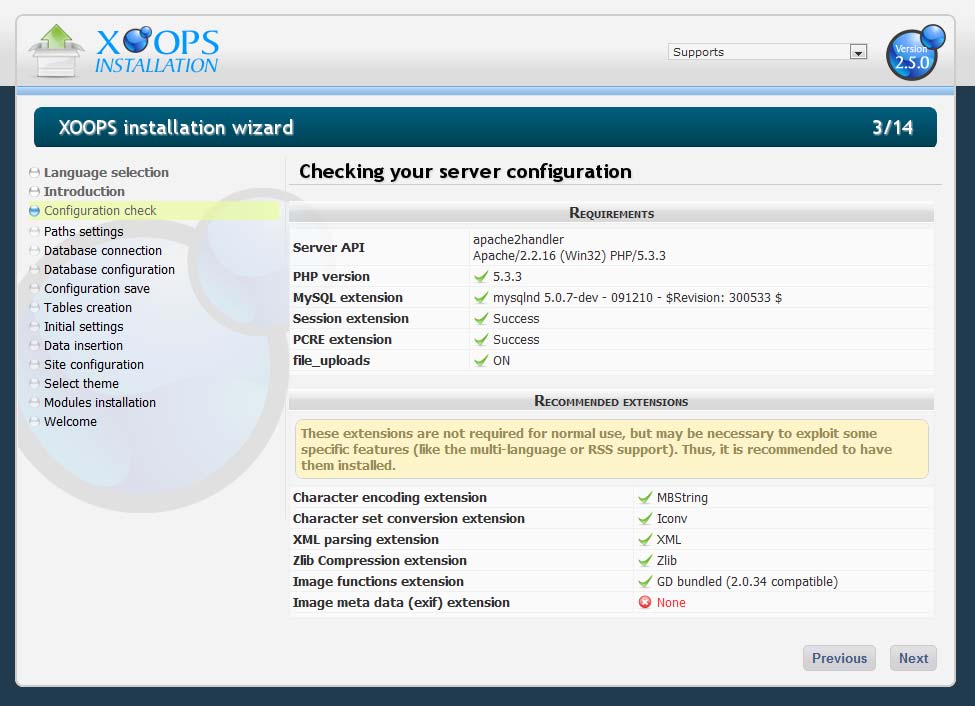 XOOPS
INSTALLATION
Supports
Version
2.5.0
XOOPS installation wizard
3/14
Language selection
Introduction
Configuration check
Paths settings
Database connection
Database configuration
Configuration save
Tables creation
Initial settings
Data insertion
Site configuration
Select theme
Modules installation
Welcome
Checking your server configuration
Requirements
Server API
apache2handler
Apache/2.2.16 (Win32) PHP/5.3.3
PHP version 5.3.3
MySQL extension mysqlnd 5.0.7-dev - 091210 - $Revision: 300533 $
Session extension Success
PCRE extension Success
file_uploads ON
Recommended extensions
These extensions are not required for normal use, but may be necessary to exploit some
specific features (like the multi-language or RSS support). Thus, it is recommended to have
them installed.
Character encoding extension MBString
Character set conversion extension Iconv
XML parsing extension XML
Zlib Compression extension Zlib
Image functions extension GD bundled (2.0.34 compatible)
Image meta data (exif) extension None
Previous Next